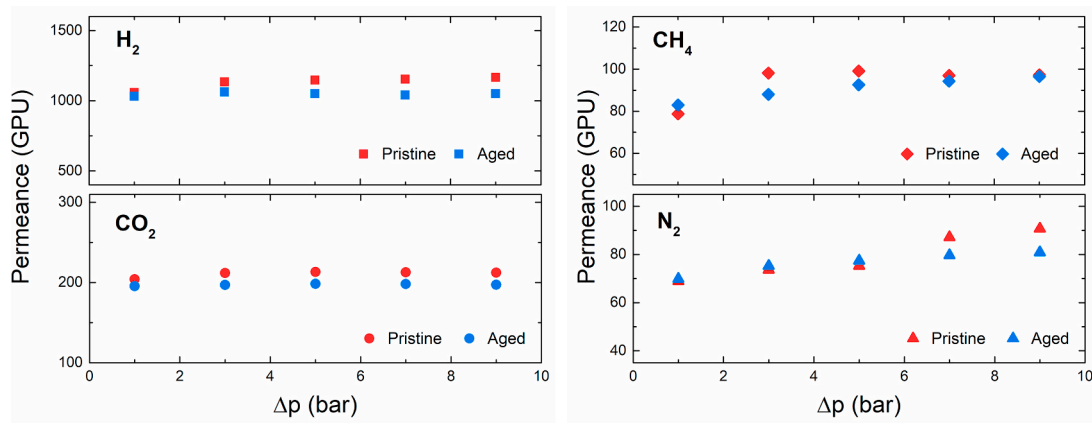 H2
Permeance (GPU)
1500
1000
500
Pristine Aged
CO2
300
200
100
Pristine Aged
0 2 4 6 8 10
Δp (bar)
CH4
Permeance (GPU)
120
100
80
60
Pristine Aged
N2
100
80
60
40
Pristine Aged
0 2 4 6 8 10
Δp (bar)